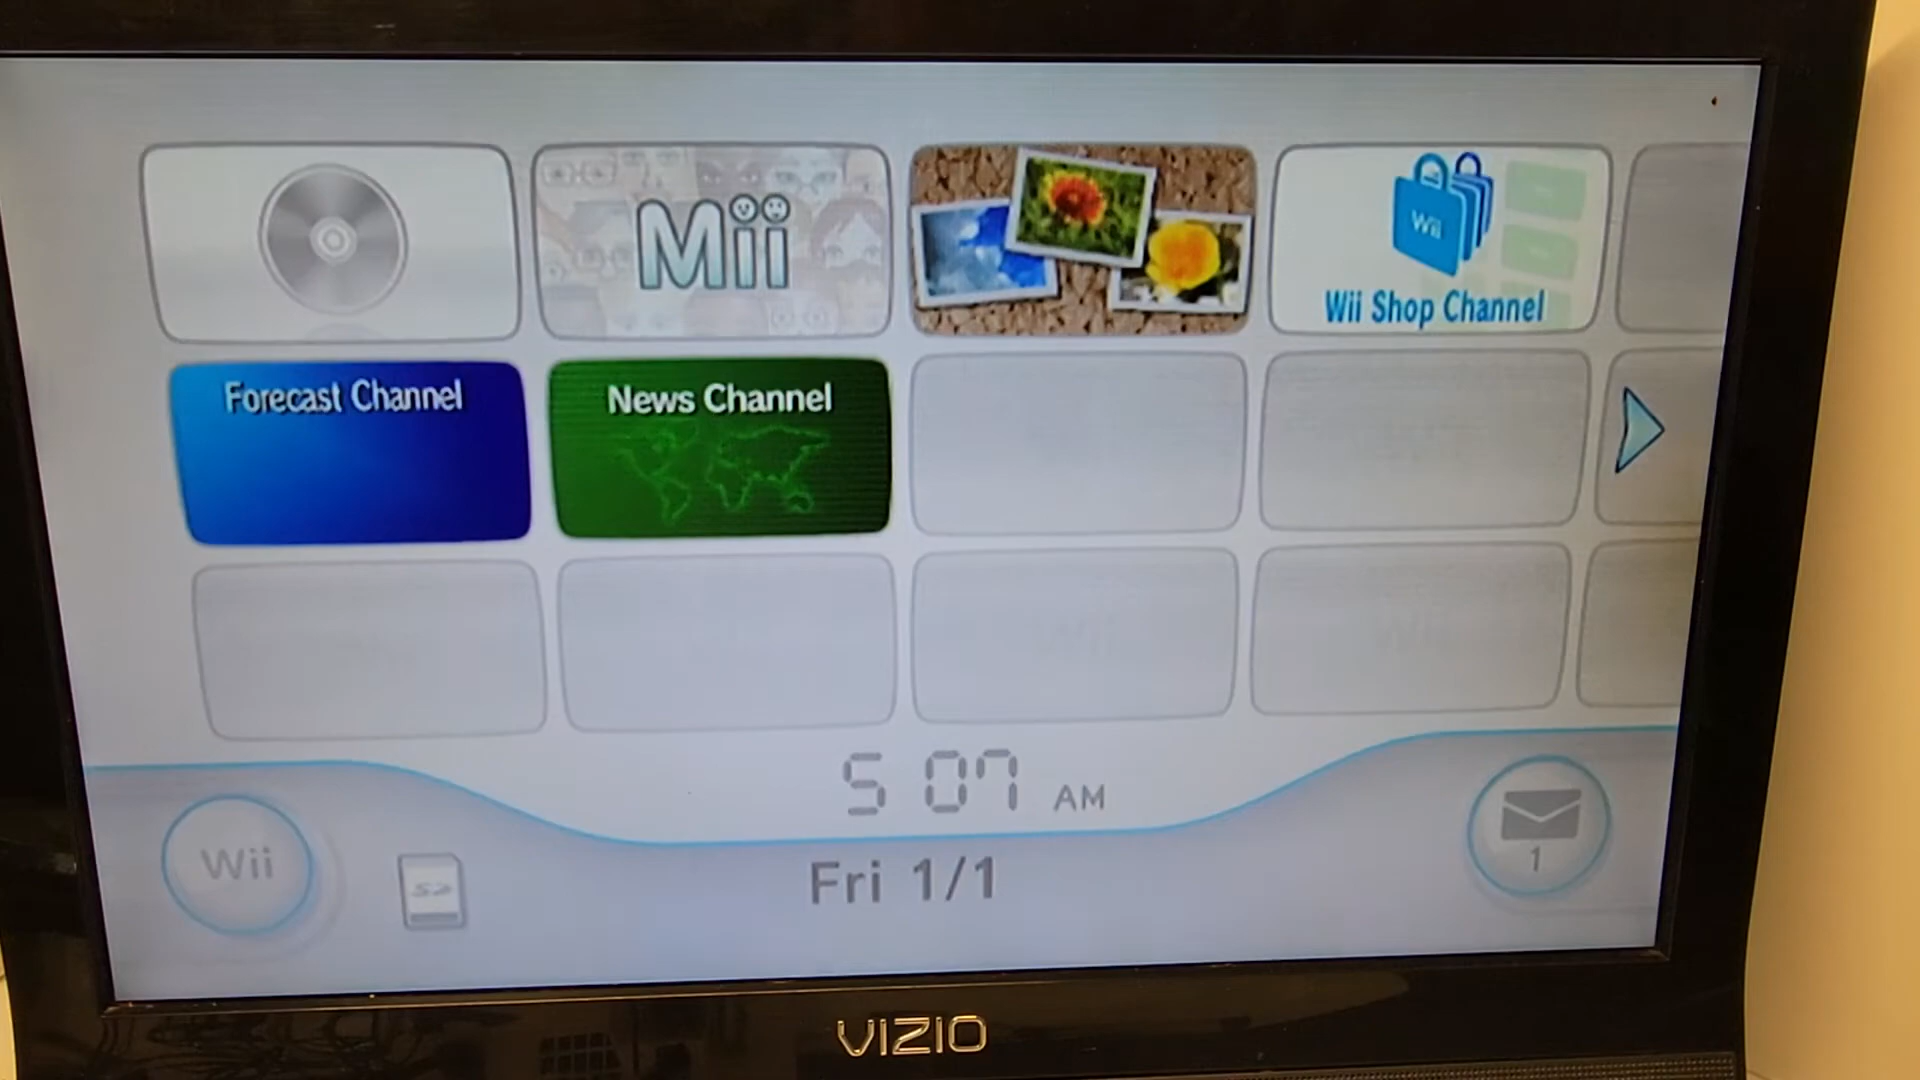 Mii
Wii
Wii Shop Channel
Forecast Channel
News Channel
5 07 AM
Wii
SD
Fri 1/1
1
VIZIO